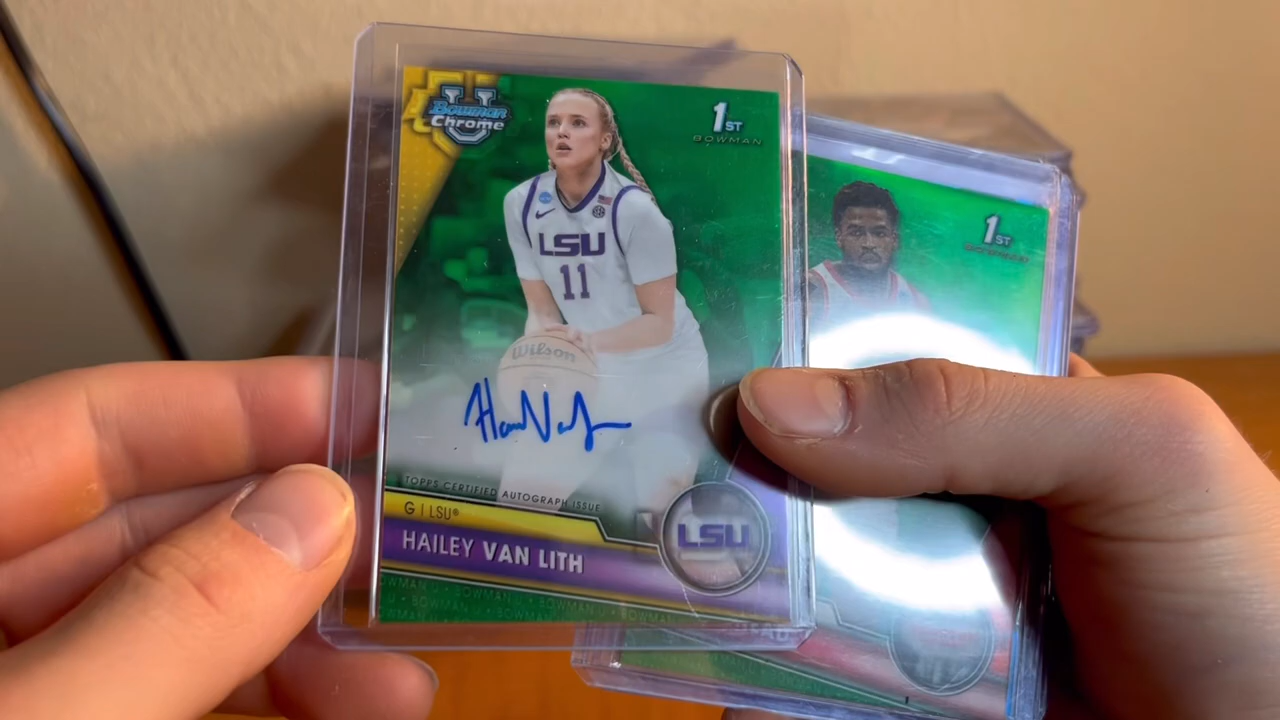 Bowman
Chrome
1ST
BOWMAN
LSU
11
Wilson
TOPPS CERTIFIED AUTOGRAPH ISSUE
G | LSU®
HAILEY VAN LITH
LSU
BOWMAN BOWMAN BOWMAN BOWMAN
1ST
BOWMAN